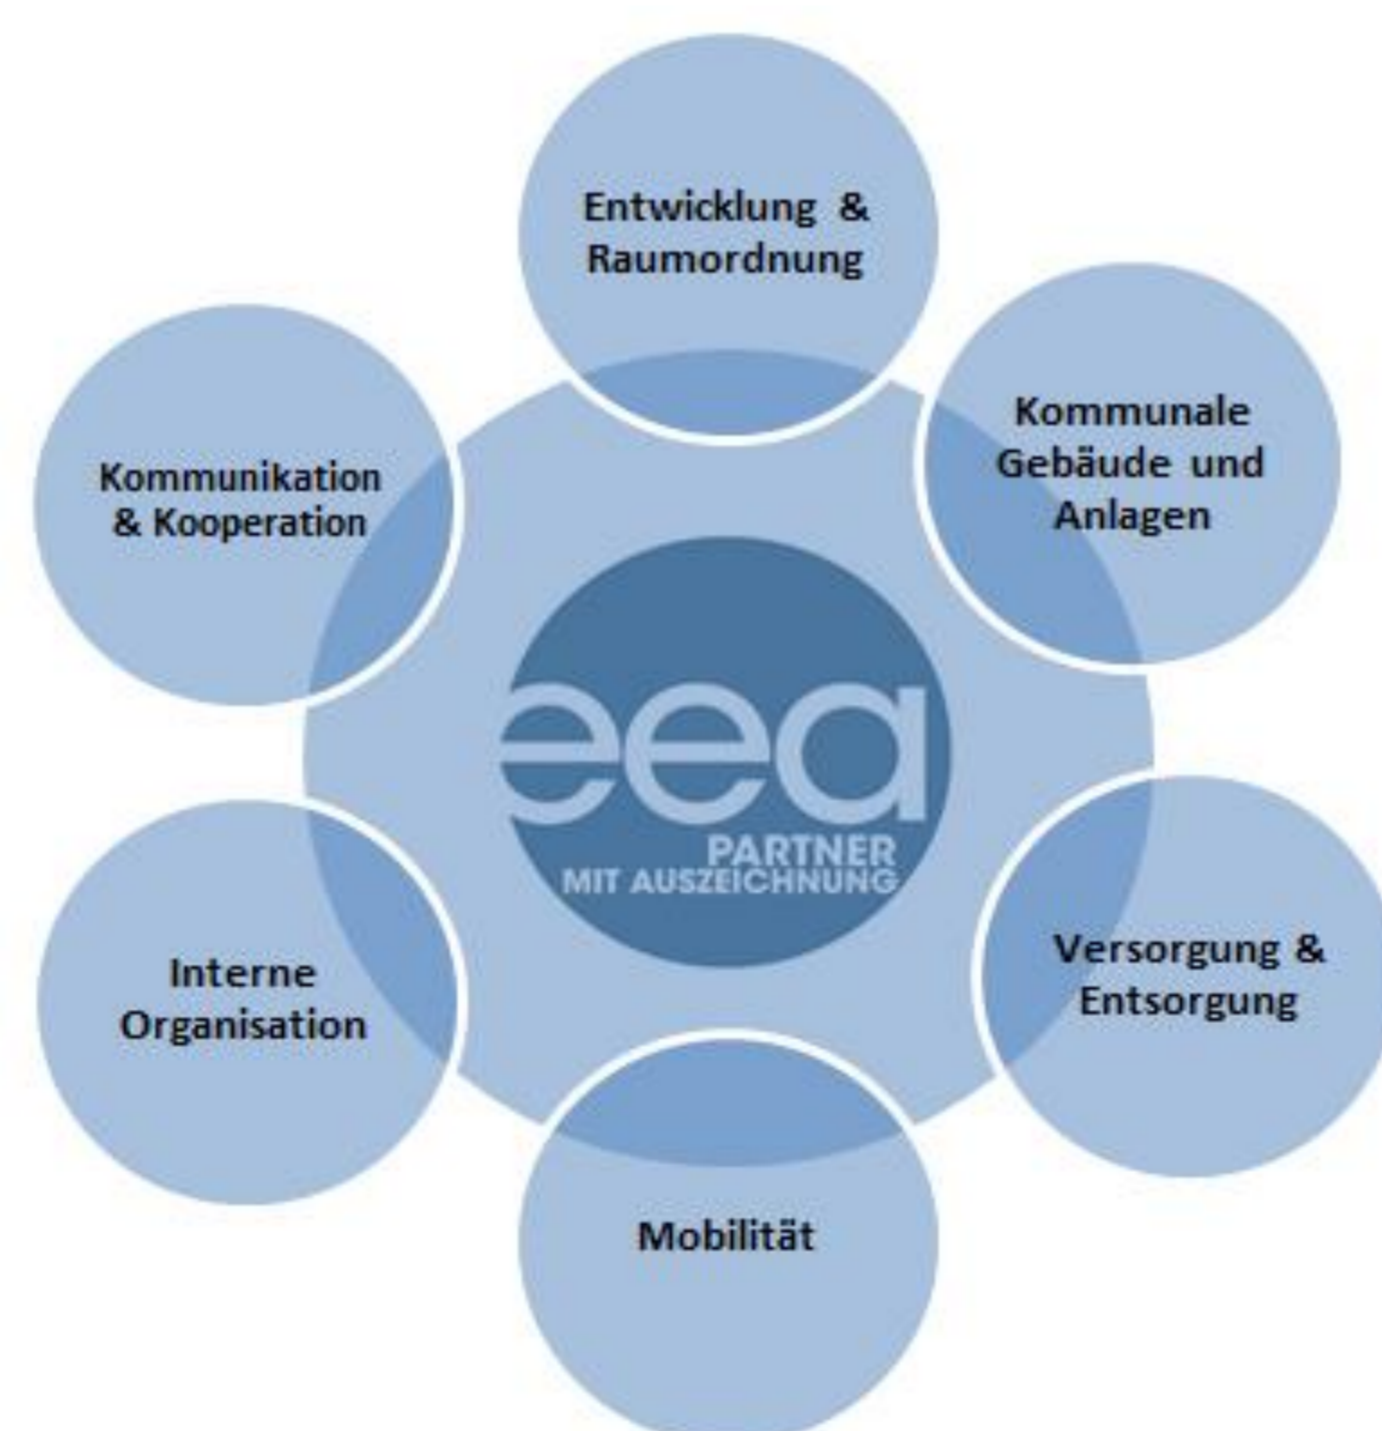 Entwicklung &
Raumordnung
Kommunale
Gebäude und
Anlagen
Kommunikation
& Kooperation
eea
PARTNER
MIT AUSZEICHNUNG
Versorgung &
Entsorgung
Interne
Organisation
Mobilität